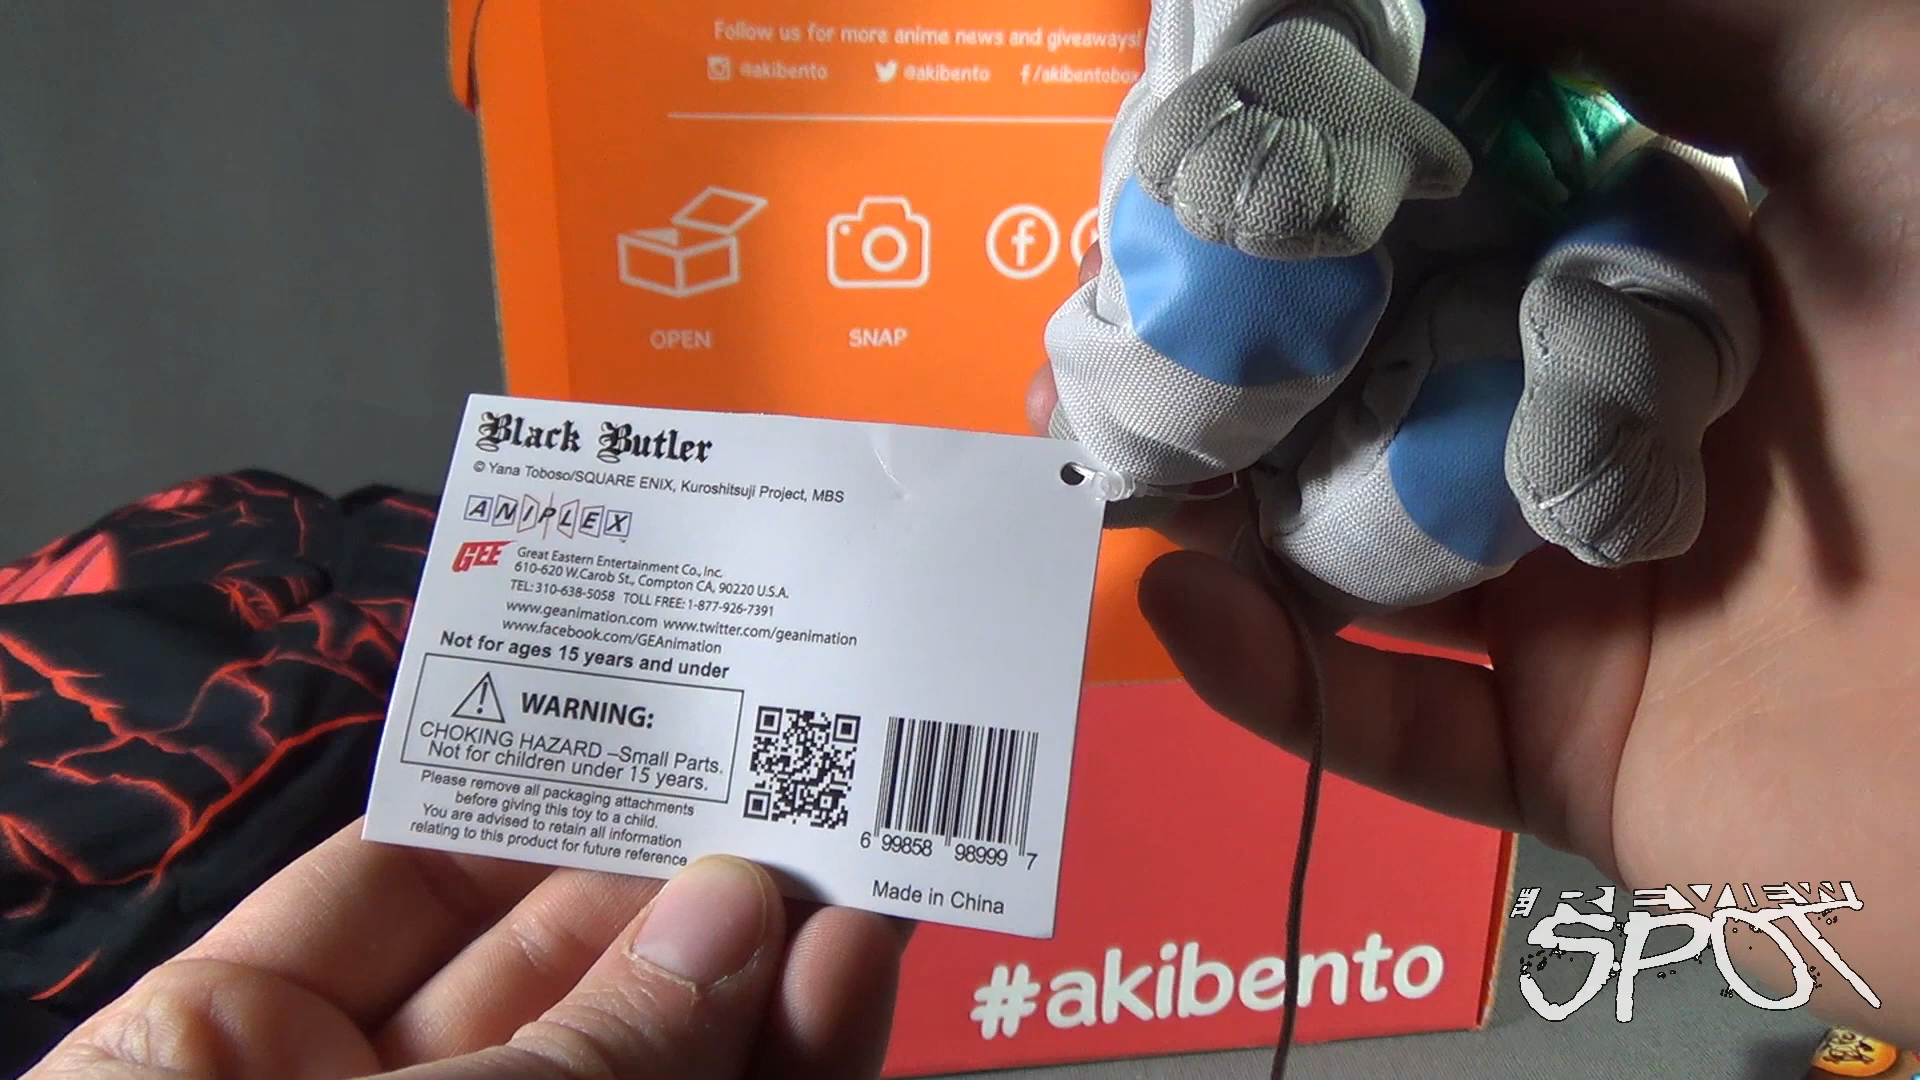 Follow us for more anime news and giveaways!
@akibento @akibento /akibentobox
OPEN SNAP
Black Butler
© Yana Toboso/SQUARE ENIX, Kuroshitsuji Project, MBS
ANIPLEX
GEE
Great Eastern Entertainment Co., Inc.
610-620 W.Carob St., Compton CA, 90220 U.S.A.
TEL: 310-638-5058 TOLL FREE: 1-877-926-7391
www.geanimation.com www.twitter.com/geanimation
www.facebook.com/GEAnimation
Not for ages 15 years and under
WARNING:
CHOKING HAZARD –Small Parts.
Not for children under 15 years.
Please remove all packaging attachments
before giving this toy to a child.
You are advised to retain all information
relating to this product for future reference
6 99858 98999 7
Made in China
#akibento
REVIEW
SPOT